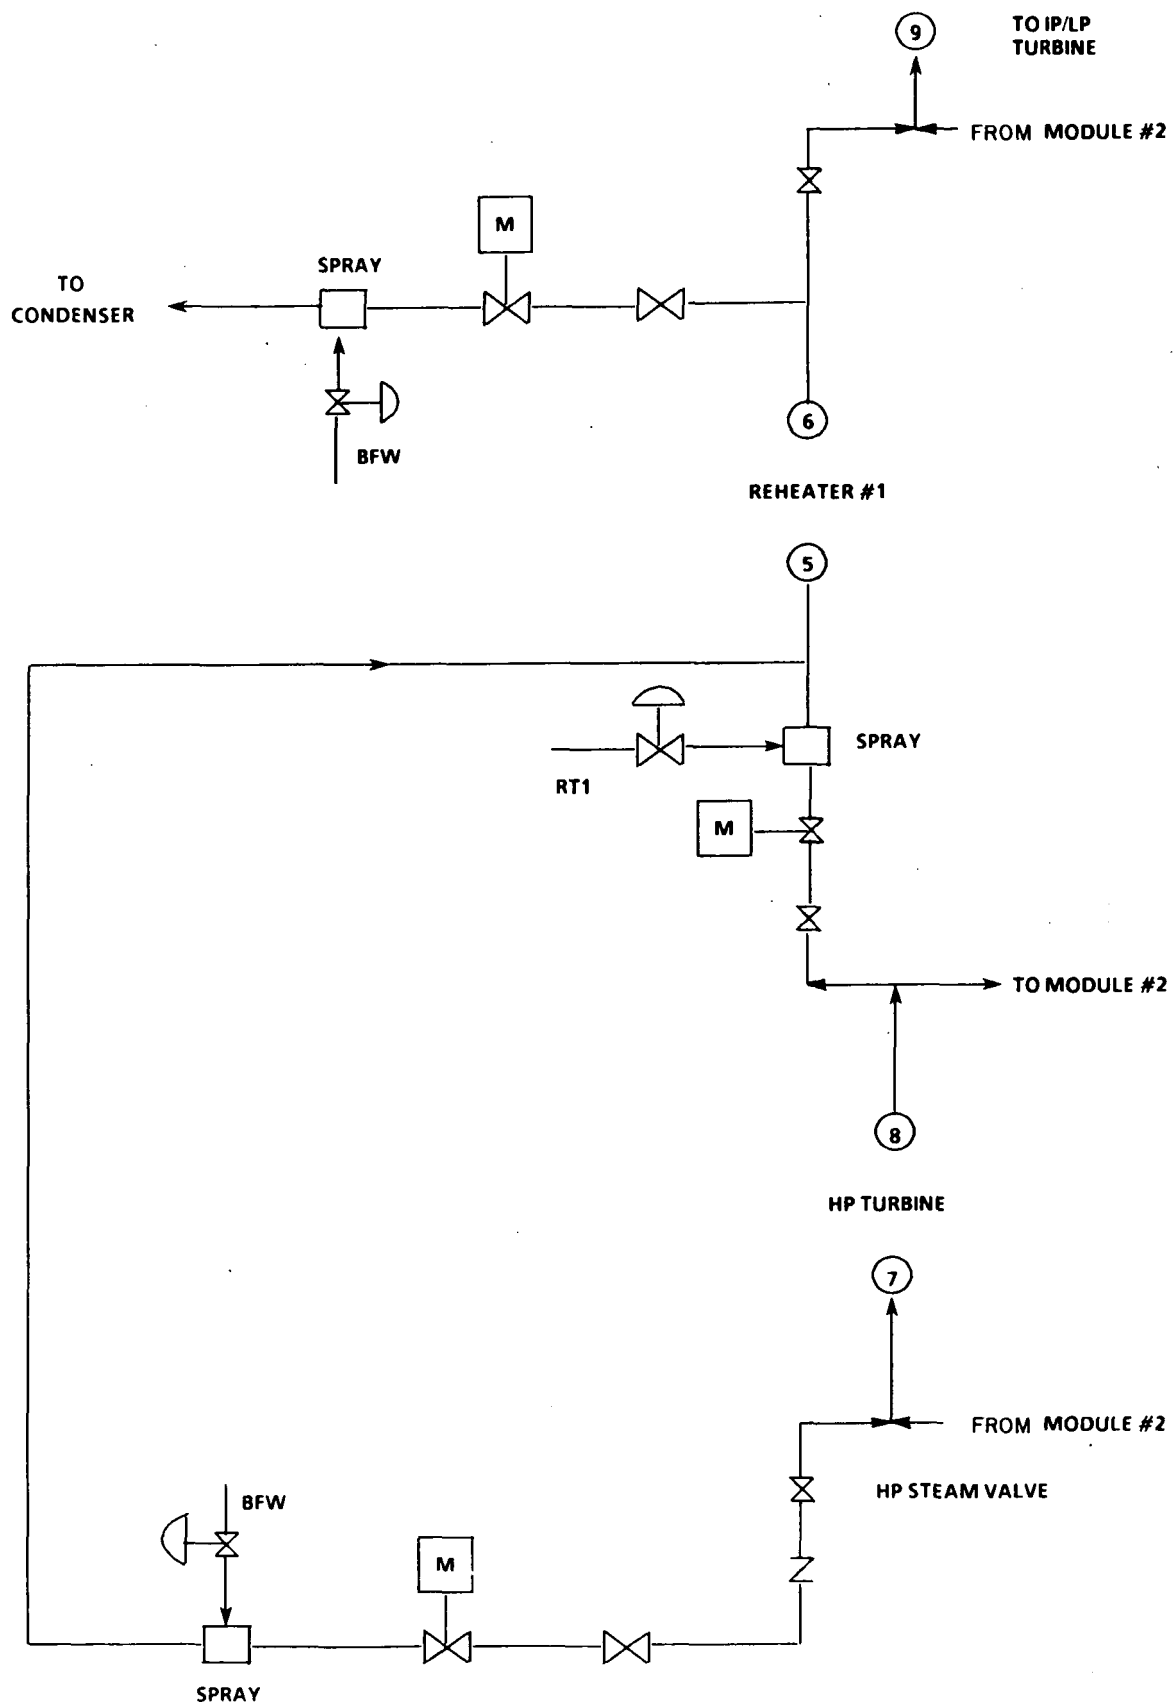 9
TO IP/LP
TURBINE
FROM MODULE #2
M
SPRAY
TO
CONDENSER
6
BFW
REHEATER #1
5
SPRAY
RT1
M
TO MODULE #2
8
HP TURBINE
7
FROM MODULE #2
HP STEAM VALVE
BFW
M
SPRAY